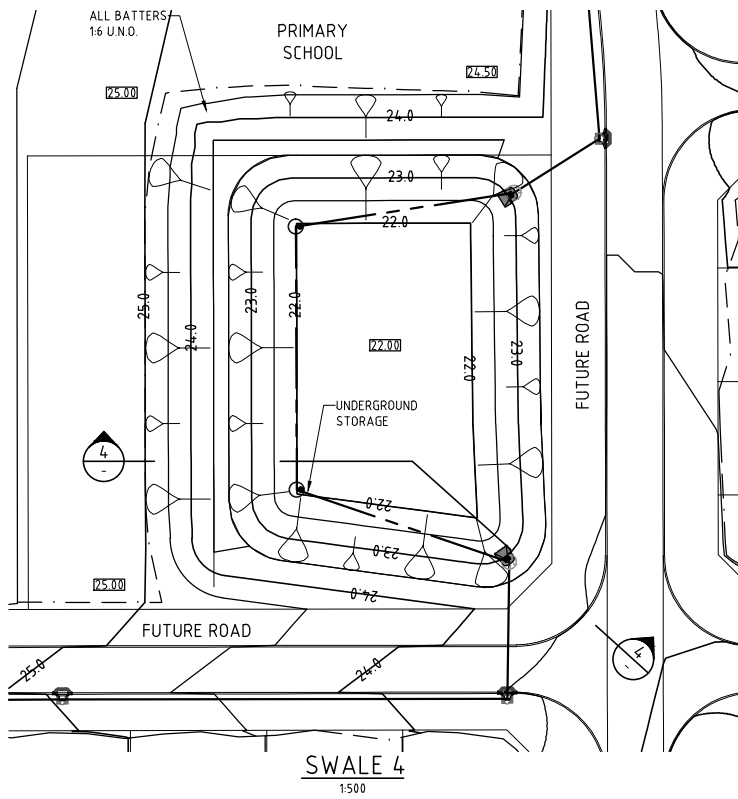 ALL BATTERS
1:6 U.N.O.
PRIMARY
SCHOOL
24.50
25.00
24.0
23.0
22.0
25.0
24.0
23.0
22.0
22.00
22.0
23.0
FUTURE ROAD
UNDERGROUND
STORAGE
4
-
22.0
23.0
24.0
25.00
FUTURE ROAD
25.0
24.0
4
-
SWALE 4
1:500